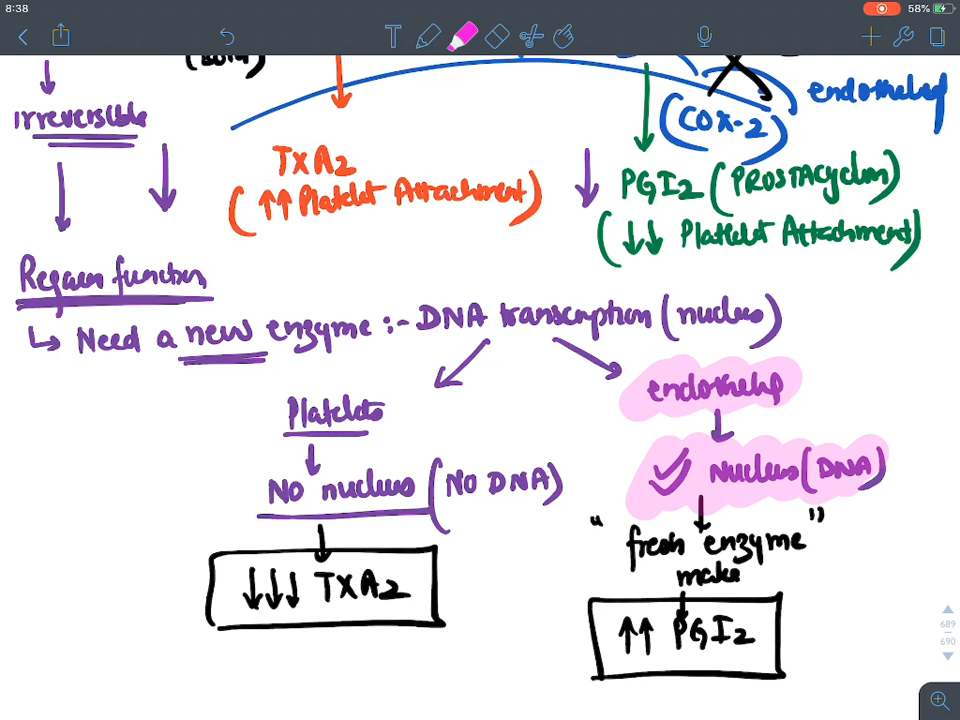 8:38
58%
irreversible
endothelial
(COX-2)
TXA2
(↑↑ Platelet Attachment)
↓ PGI2 (PROSTAcyclin)
(↓↓ Platelet Attachment)
Regain function
↳ Need a new enzyme :- DNA transcription (nucleus)
Platelets
endothelial
No nucleus (NO DNA)
✓ Nucleus (DNA)
"fresh enzyme"
make
↓↓↓ TXA2
↑↑ PGI2
689
690